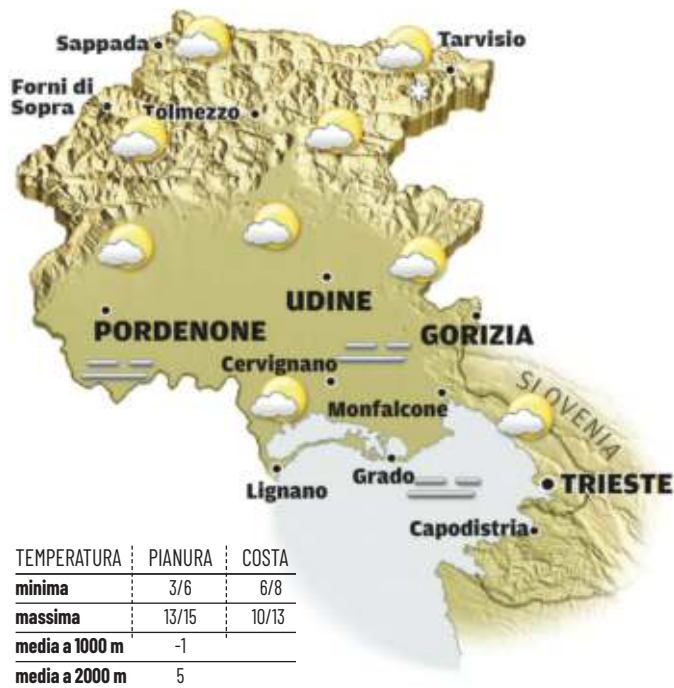 Sappada
Tarvisio
Forni di
Sopra
Tolmezzo
UDINE
PORDENONE
GORIZIA
Cervignano
SLOVENIA
Monfalcone
Grado
Lignano
TRIESTE
Capodistria
TEMPERATURA PIANURA COSTA
minima 3/6 6/8
massima 13/15 10/13
media a 1000 m -1
media a 2000 m 5